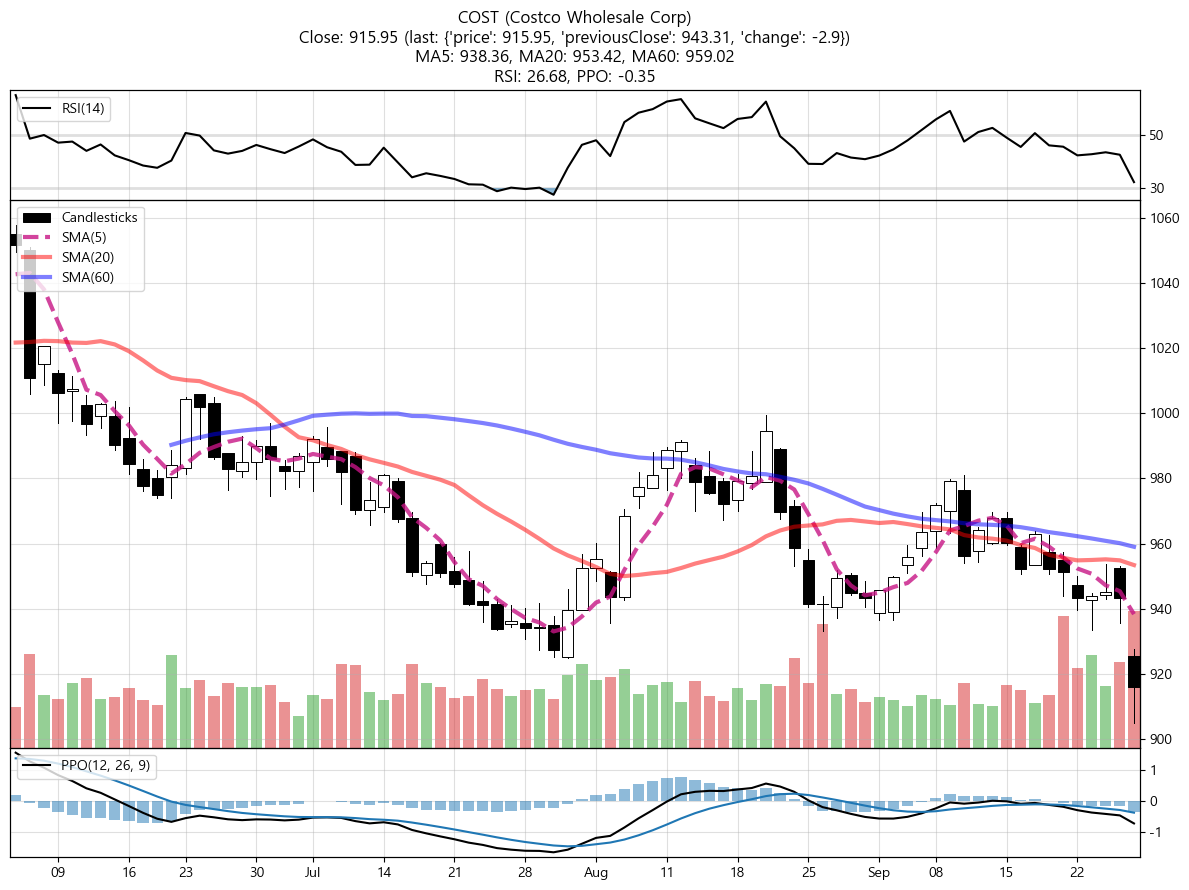 COST (Costco Wholesale Corp)
Close: 915.95 (last: {'price': 915.95, 'previousClose': 943.31, 'change': -2.9})
MA5: 938.36, MA20: 953.42, MA60: 959.02
RSI: 26.68, PPO: -0.35
RSI(14)
50
30
Candlesticks
SMA(5)
SMA(20)
SMA(60)
1060
1040
1020
1000
980
960
940
920
900
PPO(12, 26, 9)
1
0
-1
09 16 23 30 Jul 14 21 28 Aug 11 18 25 Sep 08 15 22